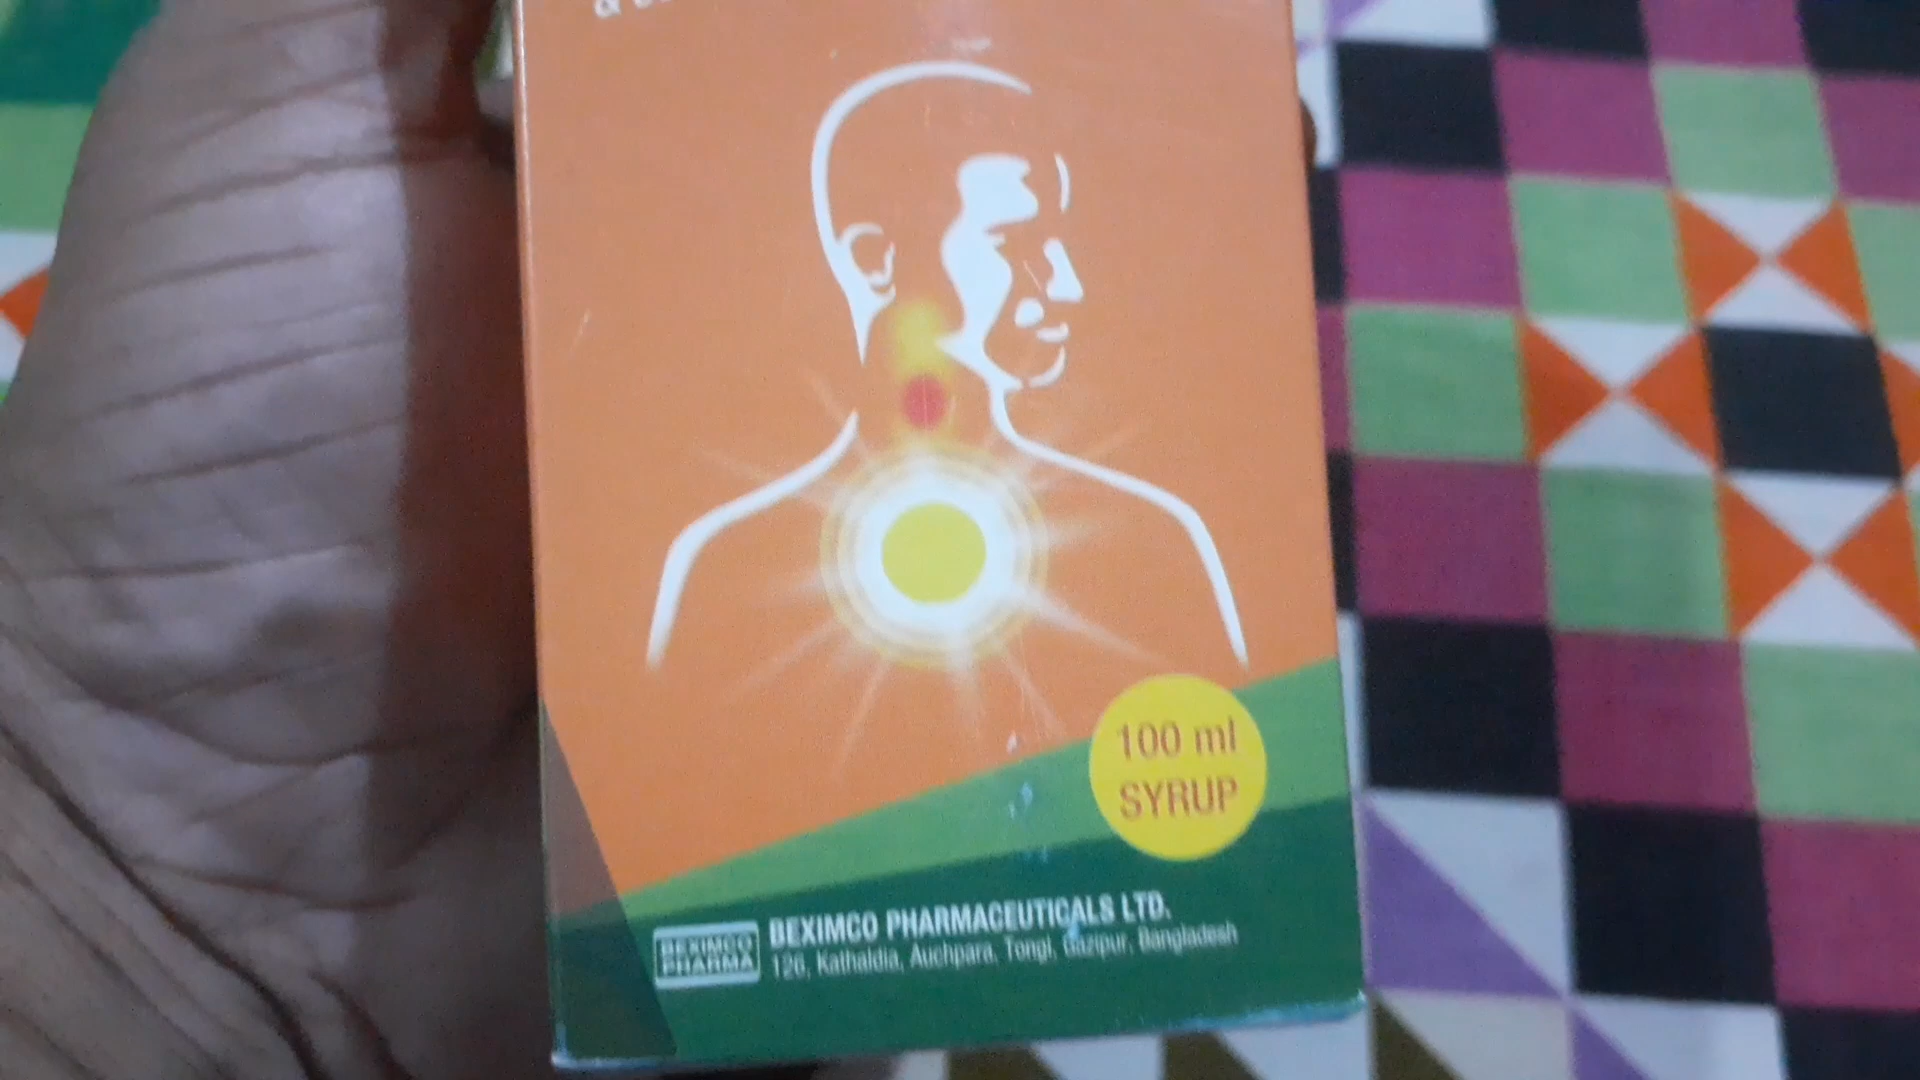 100 ml
SYRUP
BEXIMCO
PHARMA
BEXIMCO PHARMACEUTICALS LTD.
126, Kathaldia, Auchpara, Tongi, Gazipur, Bangladesh